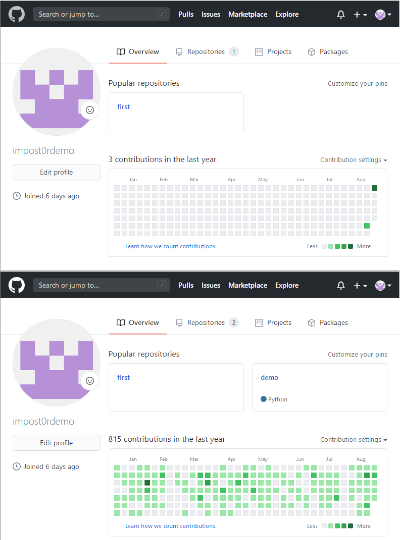 Search or jump to...
Pulls Issues Marketplace Explore
Overview Repositories 1 Projects Packages
Popular repositories Customize your pins
first
impost0rdemo
Edit profile
Joined 6 days ago
3 contributions in the last year Contribution settings
Jan Feb Mar Apr May Jun Jul Aug
Learn how we count contributions Less More
Search or jump to...
Pulls Issues Marketplace Explore
Overview Repositories 2 Projects Packages
Popular repositories Customize your pins
first demo
Python
impost0rdemo
Edit profile
Joined 6 days ago
815 contributions in the last year Contribution settings
Jan Feb Mar Apr May Jun Jul Aug
Learn how we count contributions Less More